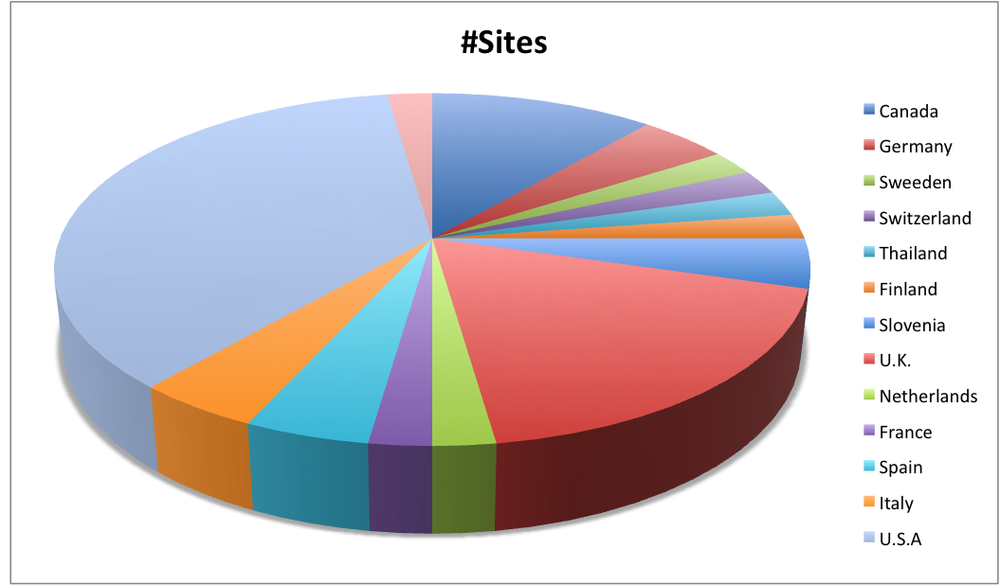 #Sites
Canada
Germany
Sweeden
Switzerland
Thailand
Finland
Slovenia
U.K.
Netherlands
France
Spain
Italy
U.S.A